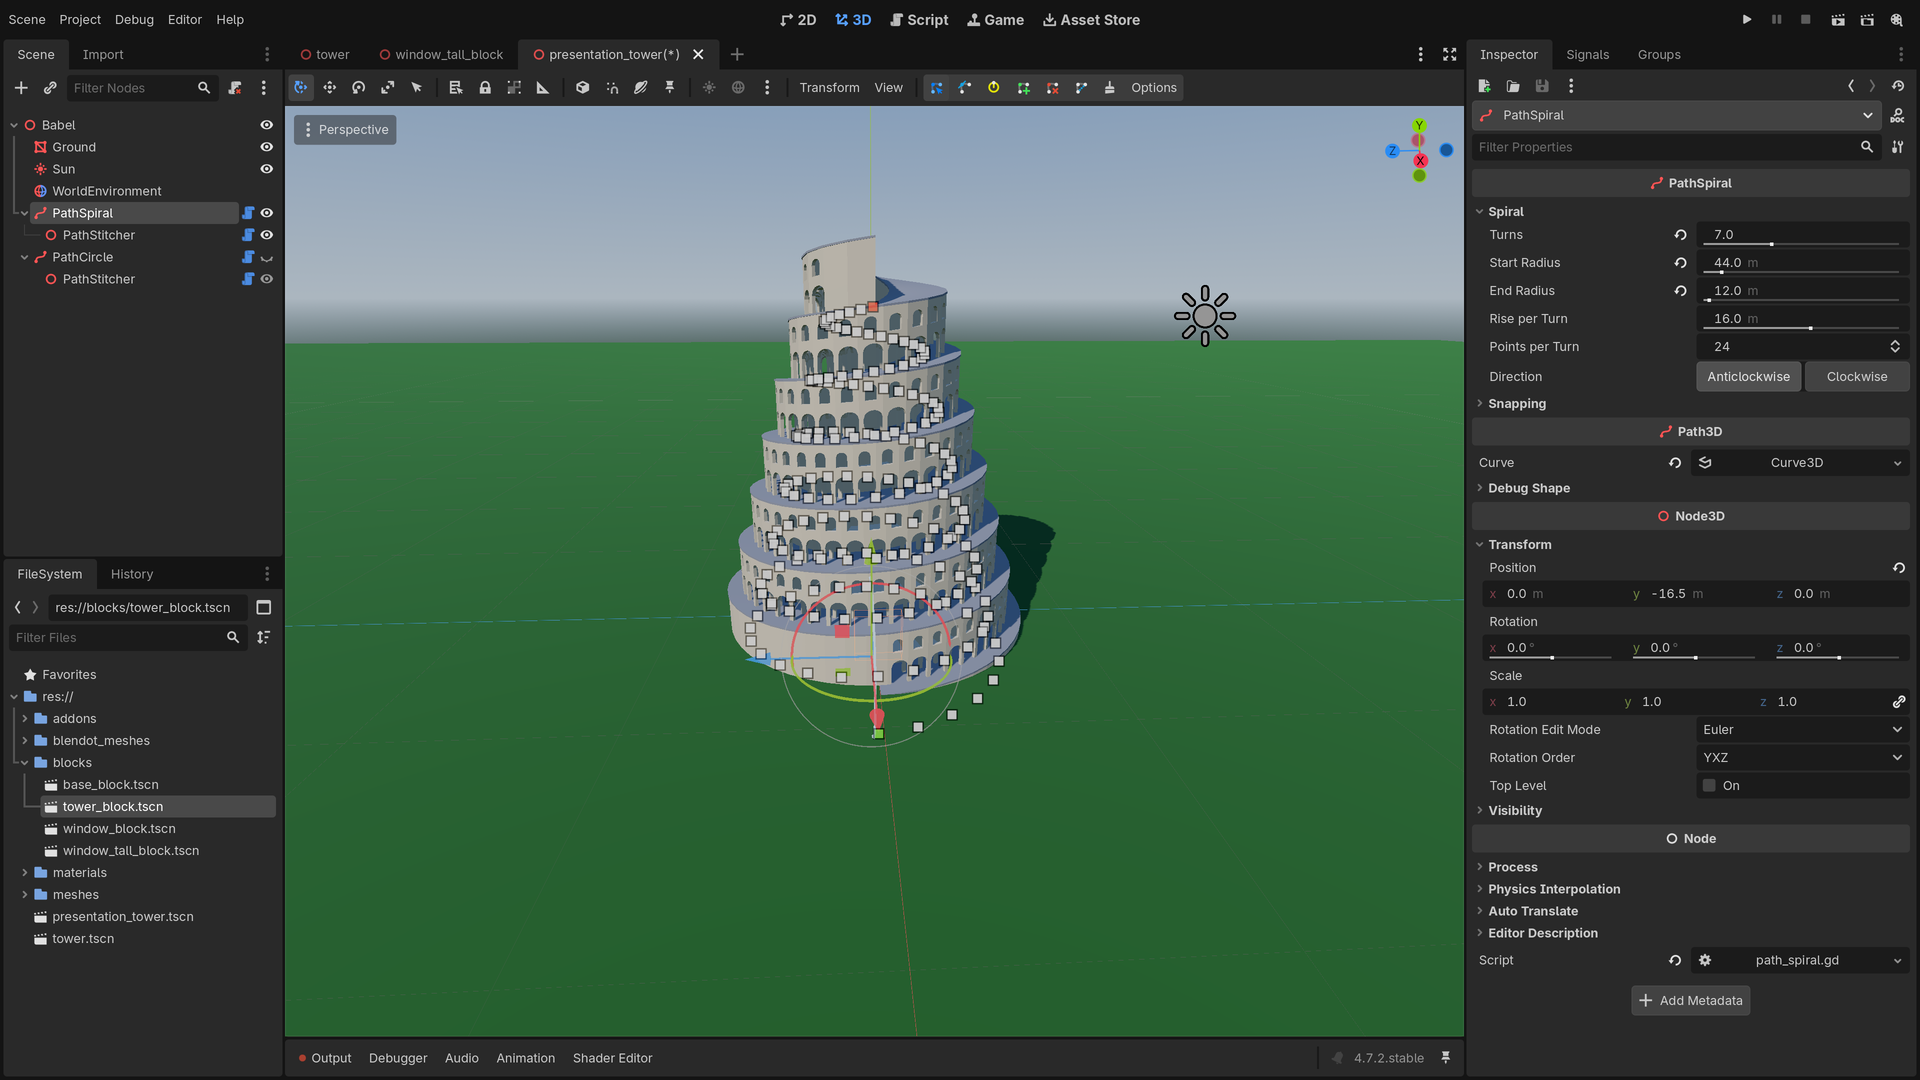 Scene Project Debug Editor Help
2D 3D Script Game Asset Store
Scene Import
Filter Nodes
Babel
Ground
Sun
WorldEnvironment
PathSpiral
PathStitcher
PathCircle
PathStitcher
FileSystem History
res://blocks/tower_block.tscn
Filter Files
Favorites
res://
addons
blendot_meshes
blocks
base_block.tscn
tower_block.tscn
window_block.tscn
window_tall_block.tscn
materials
meshes
presentation_tower.tscn
tower.tscn
tower window_tall_block presentation_tower(*)
Transform View Options
Perspective
Y
Z
X
Output Debugger Audio Animation Shader Editor
4.7.2.stable
Inspector Signals Groups
PathSpiral
DOC
Filter Properties
PathSpiral
Spiral
Turns 7.0
Start Radius 44.0 m
End Radius 12.0 m
Rise per Turn 16.0 m
Points per Turn 24
Direction Anticlockwise Clockwise
Snapping
Path3D
Curve Curve3D
Debug Shape
Node3D
Transform
Position
x 0.0 m y -16.5 m z 0.0 m
Rotation
x 0.0 ° y 0.0 ° z 0.0 °
Scale
x 1.0 y 1.0 z 1.0
Rotation Edit Mode Euler
Rotation Order YXZ
Top Level On
Visibility
Node
Process
Physics Interpolation
Auto Translate
Editor Description
Script path_spiral.gd
Add Metadata